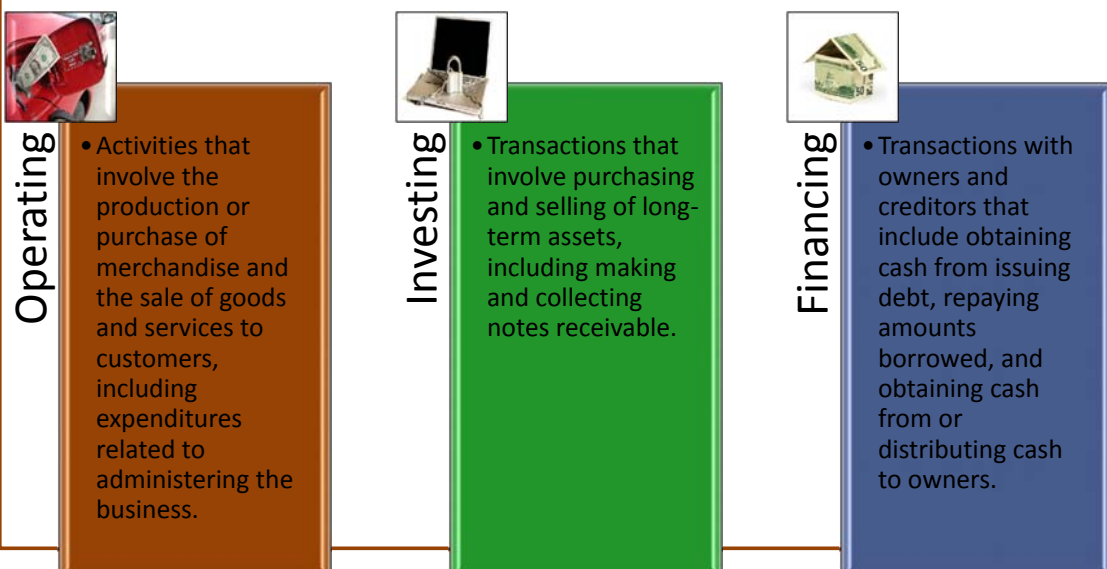 Operating
• Activities that
involve the
production or
purchase of
merchandise and
the sale of goods
and services to
customers,
including
expenditures
related to
administering the
business.
Investing
• Transactions that
involve purchasing
and selling of long-
term assets,
including making
and collecting
notes receivable.
Financing
• Transactions with
owners and
creditors that
include obtaining
cash from issuing
debt, repaying
amounts
borrowed, and
obtaining cash
from or
distributing cash
to owners.